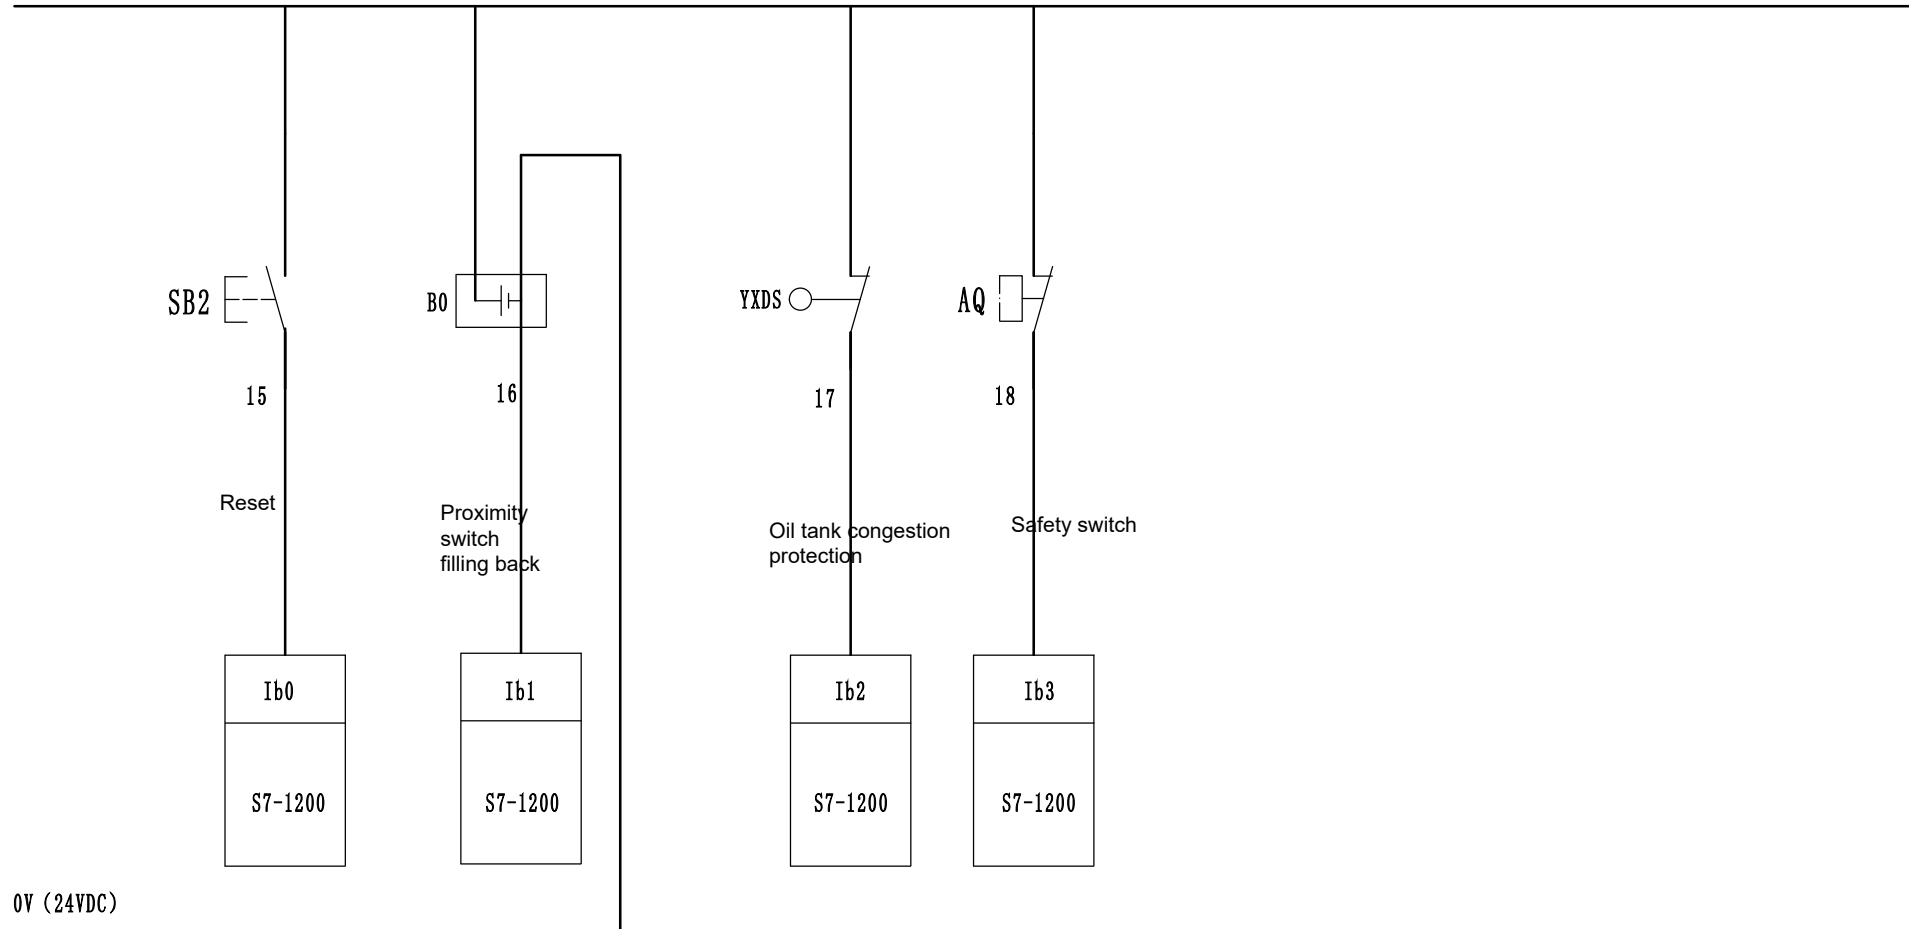 SB2
B0
YXDS
AQ
15
16
17
18
Reset
Proximity
switch
filling back
Oil tank congestion
protection
Safety switch
Ib0
Ib1
Ib2
Ib3
S7-1200
S7-1200
S7-1200
S7-1200
0V (24VDC)